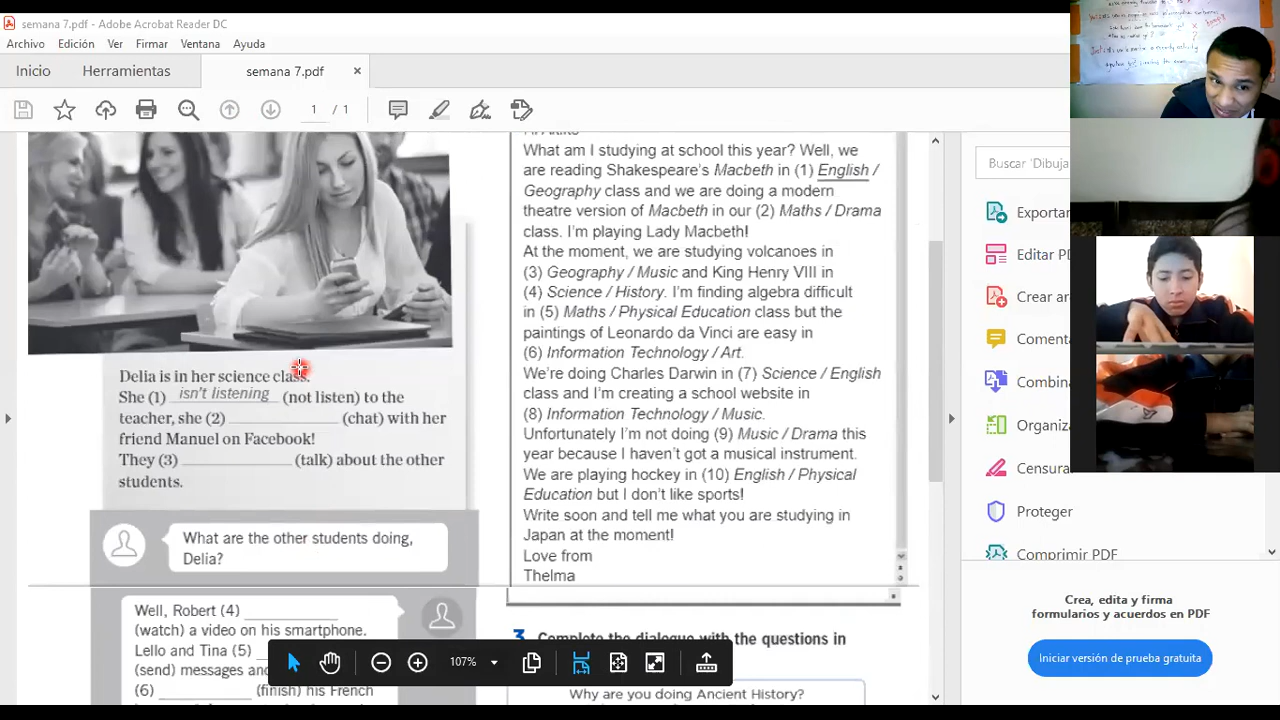 semana 7.pdf - Adobe Acrobat Reader DC
Archivo Edición Ver Firmar Ventana Ayuda
Inicio Herramientas semana 7.pdf ×
1 / 1
What am I studying at school this year? Well, we
are reading Shakespeare's Macbeth in (1) English /
Geography class and we are doing a modern
theatre version of Macbeth in our (2) Maths / Drama
class. I'm playing Lady Macbeth!
At the moment, we are studying volcanoes in
(3) Geography / Music and King Henry VIII in
(4) Science / History. I'm finding algebra difficult
in (5) Maths / Physical Education class but the
paintings of Leonardo da Vinci are easy in
(6) Information Technology / Art.
We're doing Charles Darwin in (7) Science / English
class and I'm creating a school website in
(8) Information Technology / Music.
Unfortunately I'm not doing (9) Music / Drama this
year because I haven't got a musical instrument.
We are playing hockey in (10) English / Physical
Education but I don't like sports!
Write soon and tell me what you are studying in
Japan at the moment!
Love from
Thelma
Delia is in her science class.
She (1) isn't listening (not listen) to the
teacher, she (2) ____________ (chat) with her
friend Manuel on Facebook!
They (3) ____________ (talk) about the other
students.
What are the other students doing,
Delia?
Well, Robert (4) ____________
(watch) a video on his smartphone.
Lello and Tina (5)
(send) messages and
(6) ____________ (finish) his French
3 Complete the dialogue with the questions in
Why are you doing Ancient History?
107%
Buscar 'Dibuja
Exportar
Editar PD
Crear ar
Comenta
Combina
Organiza
Censura
Proteger
Comprimir PDF
Crea, edita y firma
formularios y acuerdos en PDF
Iniciar versión de prueba gratuita